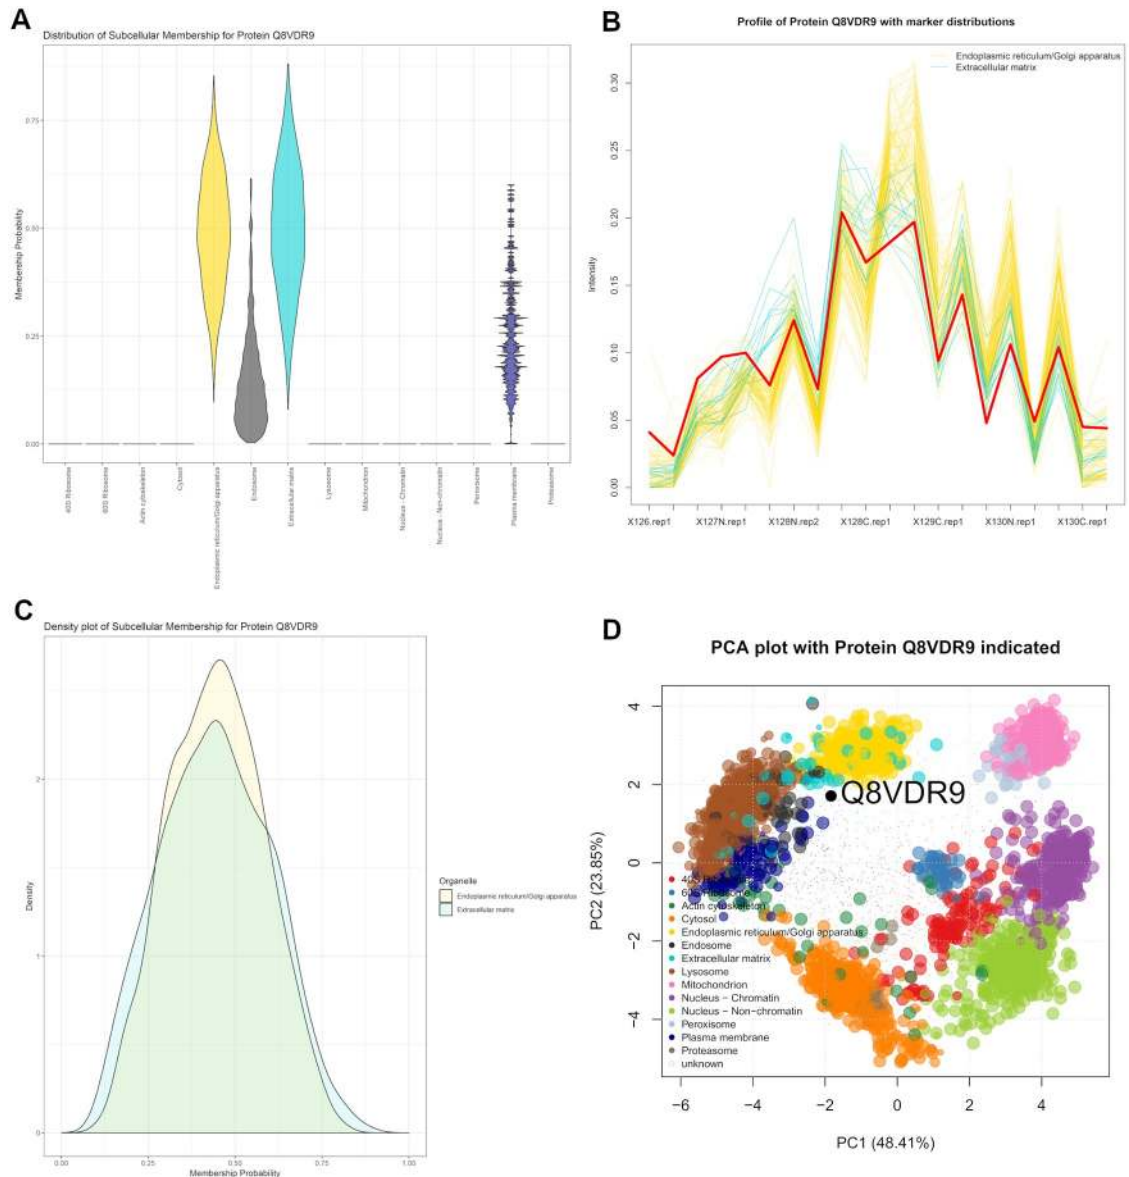 A
Distribution of Subcellular Membership for Protein Q8VDR9
0.75
0.50
0.25
0.00
Membership Probability
40S Ribosome
60S Ribosome
Actin cytoskeleton
Cytosol
Endoplasmic reticulum/Golgi apparatus
Endosome
Extracellular matrix
Lysosome
Mitochondrion
Nucleus - Chromatin
Nucleus - Non-chromatin
Peroxisome
Plasma membrane
Proteasome
B
Profile of Protein Q8VDR9 with marker distributions
Endoplasmic reticulum/Golgi apparatus
Extracellular matrix
0.30
0.25
0.20
0.15
0.10
0.05
0.00
Intensity
X126.rep1 X127N.rep1 X128N.rep2 X128C.rep1 X129C.rep1 X130N.rep1 X130C.rep1
C
Density plot of Subcellular Membership for Protein Q8VDR9
2
1
0
Density
0.00 0.25 0.50 0.75 1.00
Membership Probability
Organelle
Endoplasmic reticulum/Golgi apparatus
Extracellular matrix
D
PCA plot with Protein Q8VDR9 indicated
Q8VDR9
4
2
0
−2
−4
PC2 (23.85%)
Actin cytoskeleton
Cytosol
Endoplasmic reticulum/Golgi apparatus
Endosome
Extracellular matrix
Lysosome
Mitochondrion
Nucleus − Chromatin
Nucleus − Non−chromatin
Peroxisome
Plasma membrane
Proteasome
unknown
−6 −4 −2 0 2 4
PC1 (48.41%)